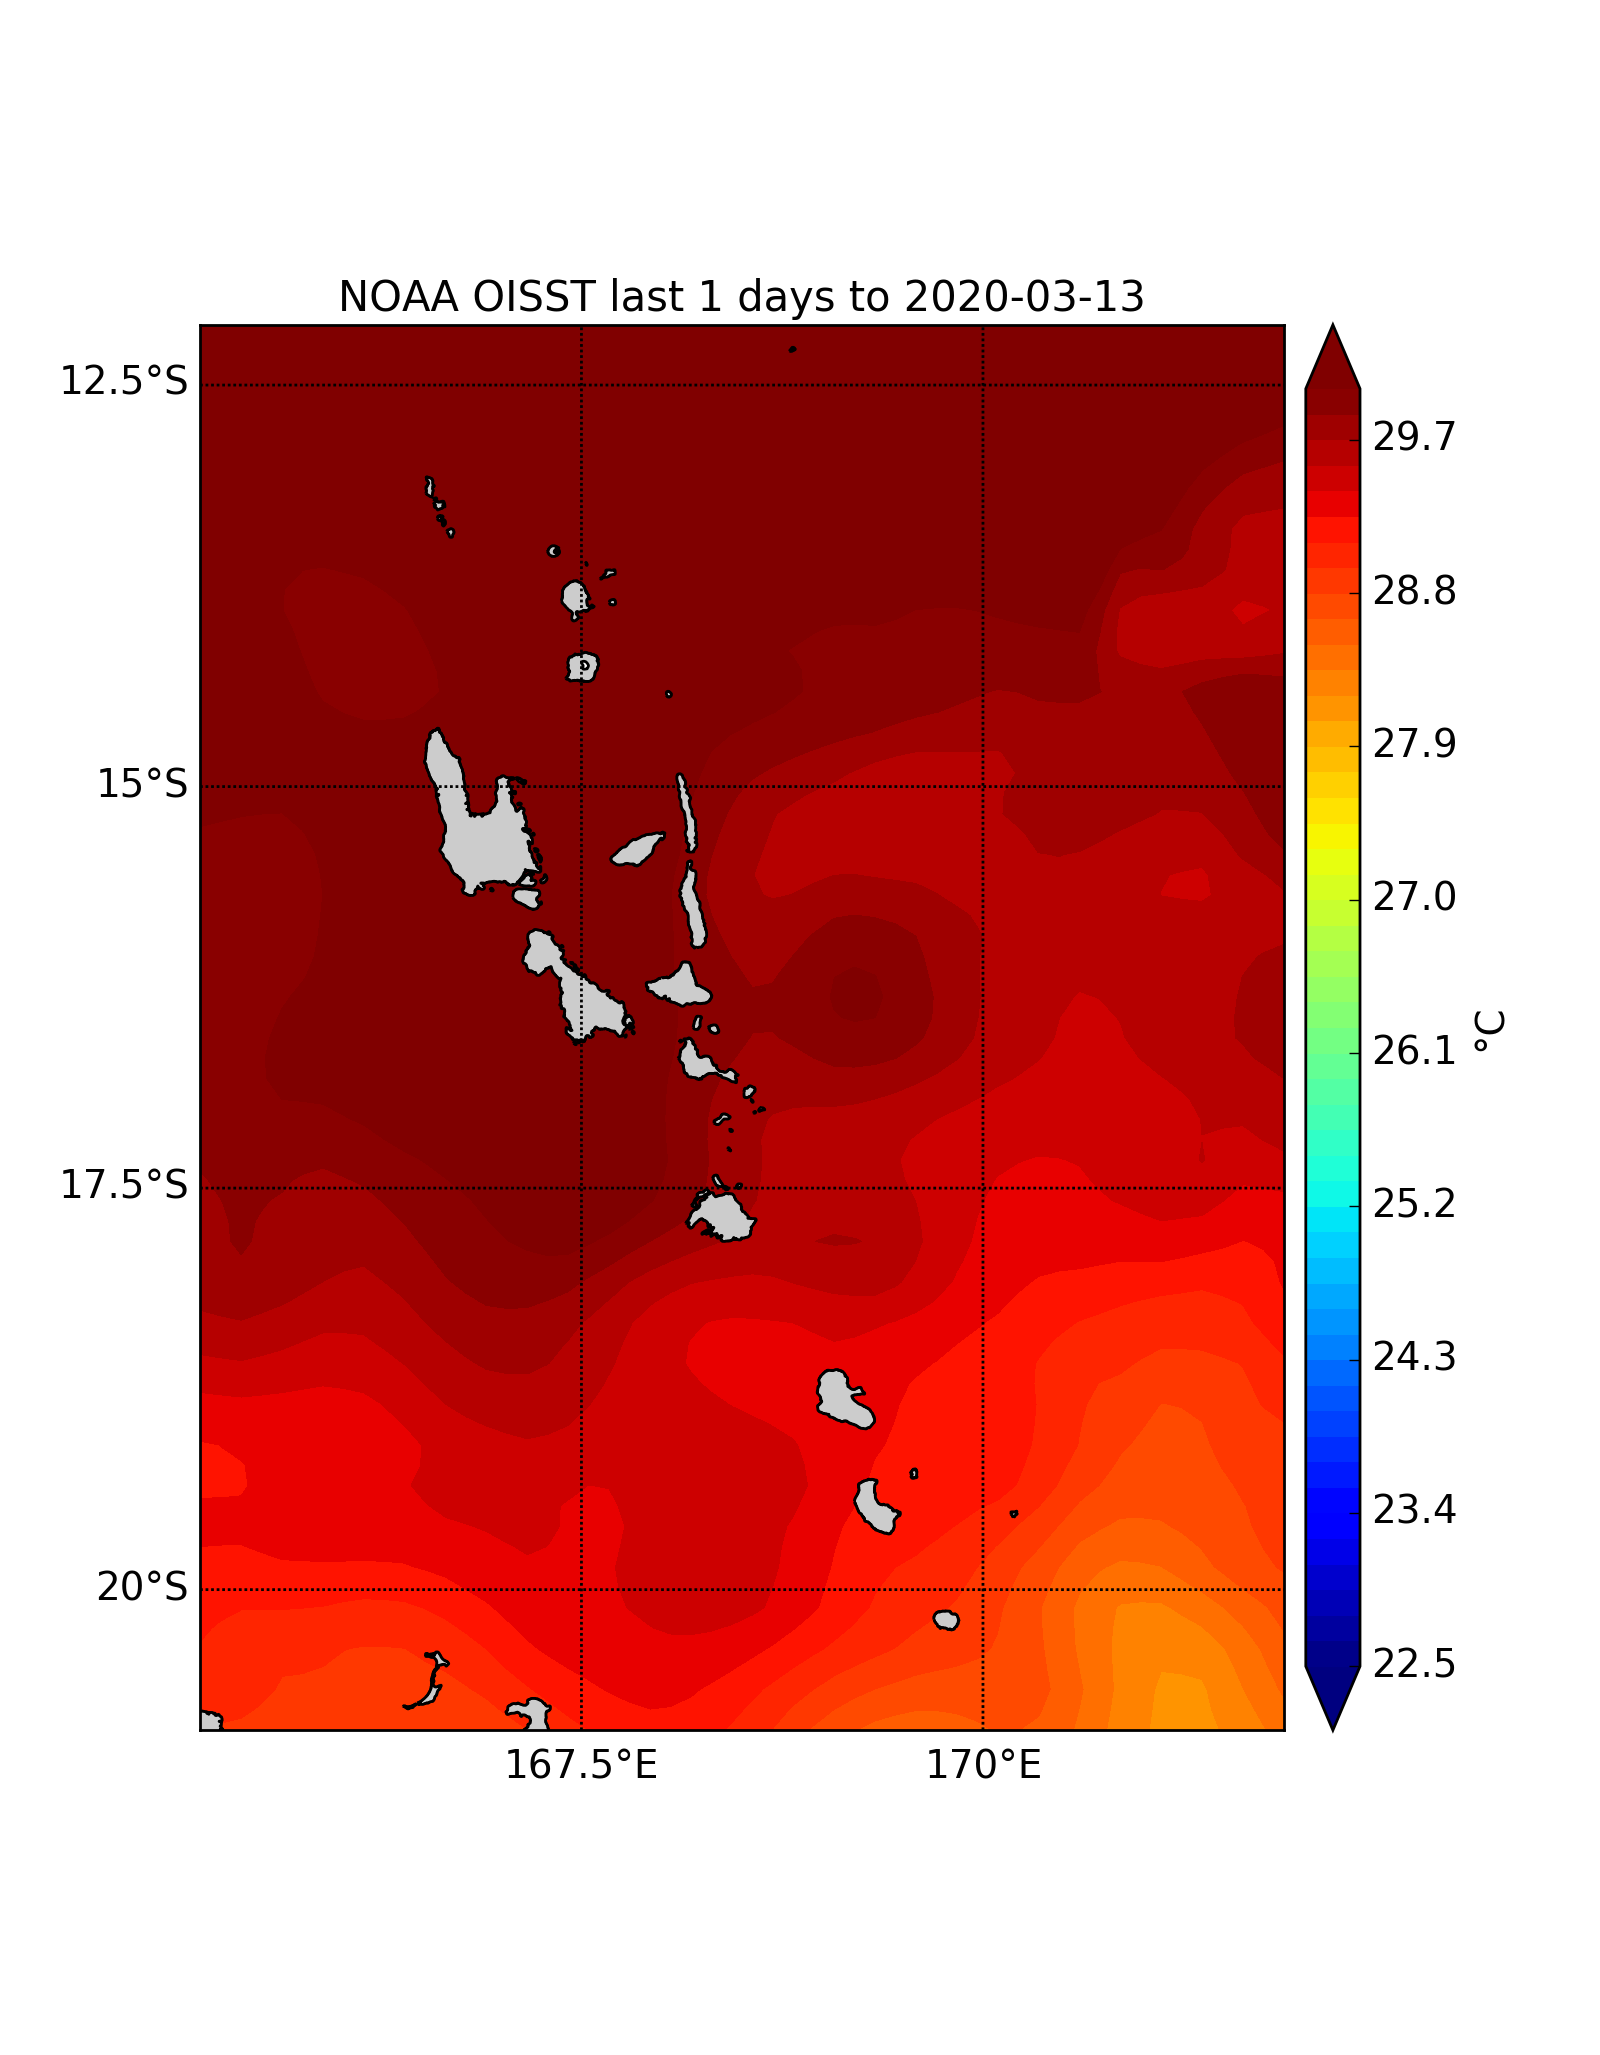 NOAA OISST last 1 days to 2020-03-13
12.5°S
15°S
17.5°S
20°S
167.5°E
170°E
29.7
28.8
27.9
27.0
26.1
25.2
24.3
23.4
22.5
°C